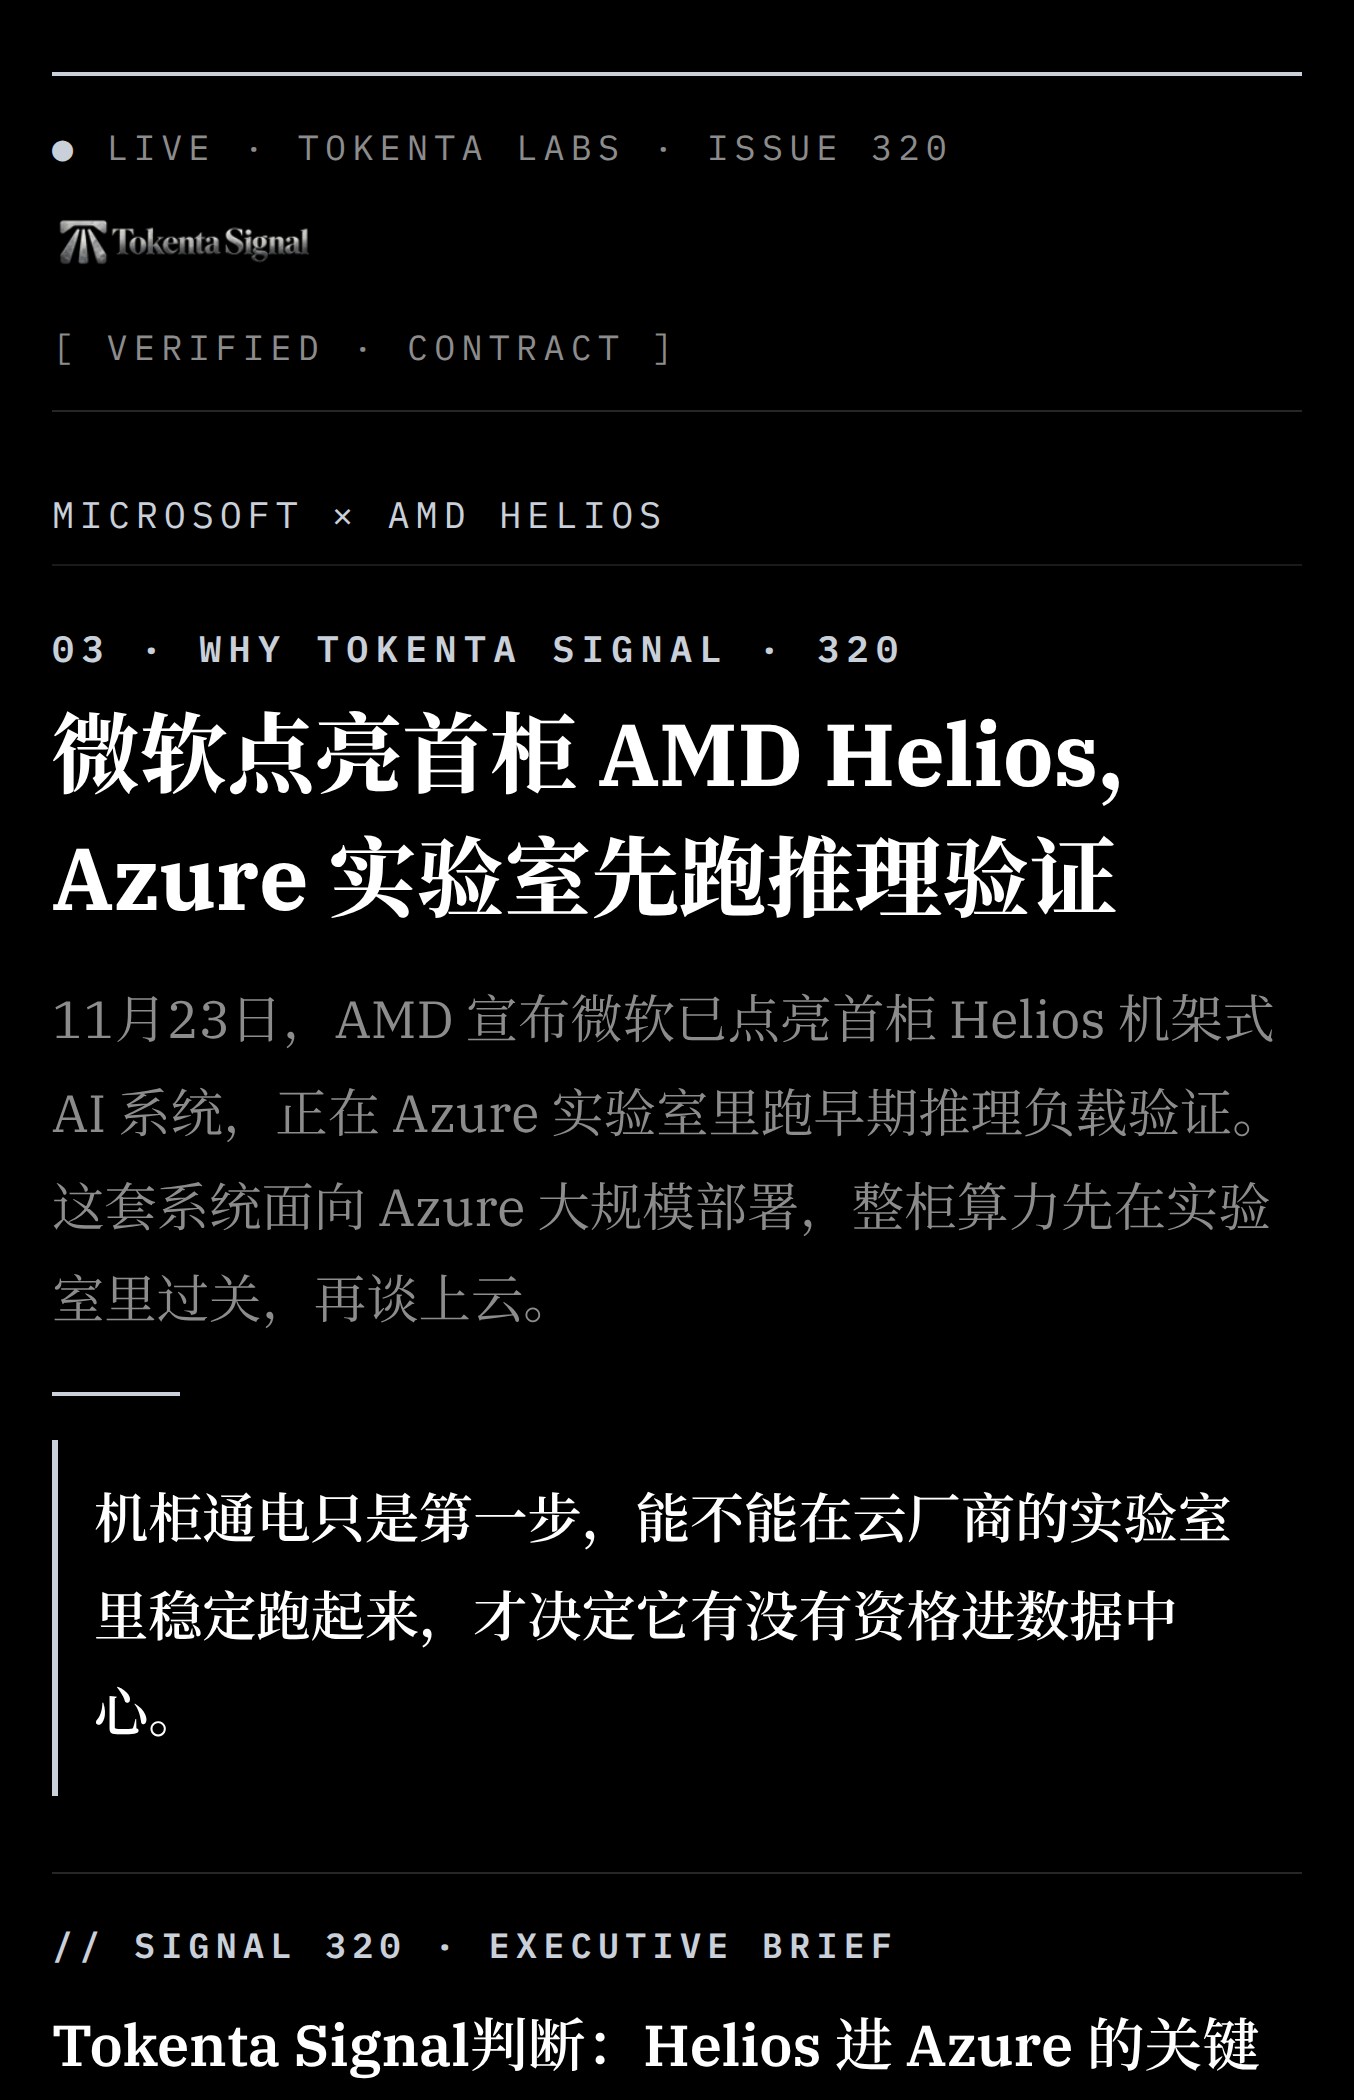 ● LIVE · TOKENTA LABS · ISSUE 320
Tokenta Signal
[ VERIFIED · CONTRACT ]
MICROSOFT × AMD HELIOS
03 · WHY TOKENTA SIGNAL · 320
微软点亮首柜 AMD Helios,
Azure 实验室先跑推理验证
11月23日，AMD 宣布微软已点亮首柜 Helios 机架式
AI 系统，正在 Azure 实验室里跑早期推理负载验证。
这套系统面向 Azure 大规模部署，整柜算力先在实验
室里过关，再谈上云。
机柜通电只是第一步，能不能在云厂商的实验室
里稳定跑起来，才决定它有没有资格进数据中
心。
// SIGNAL 320 · EXECUTIVE BRIEF
Tokenta Signal判断：Helios 进 Azure 的关键